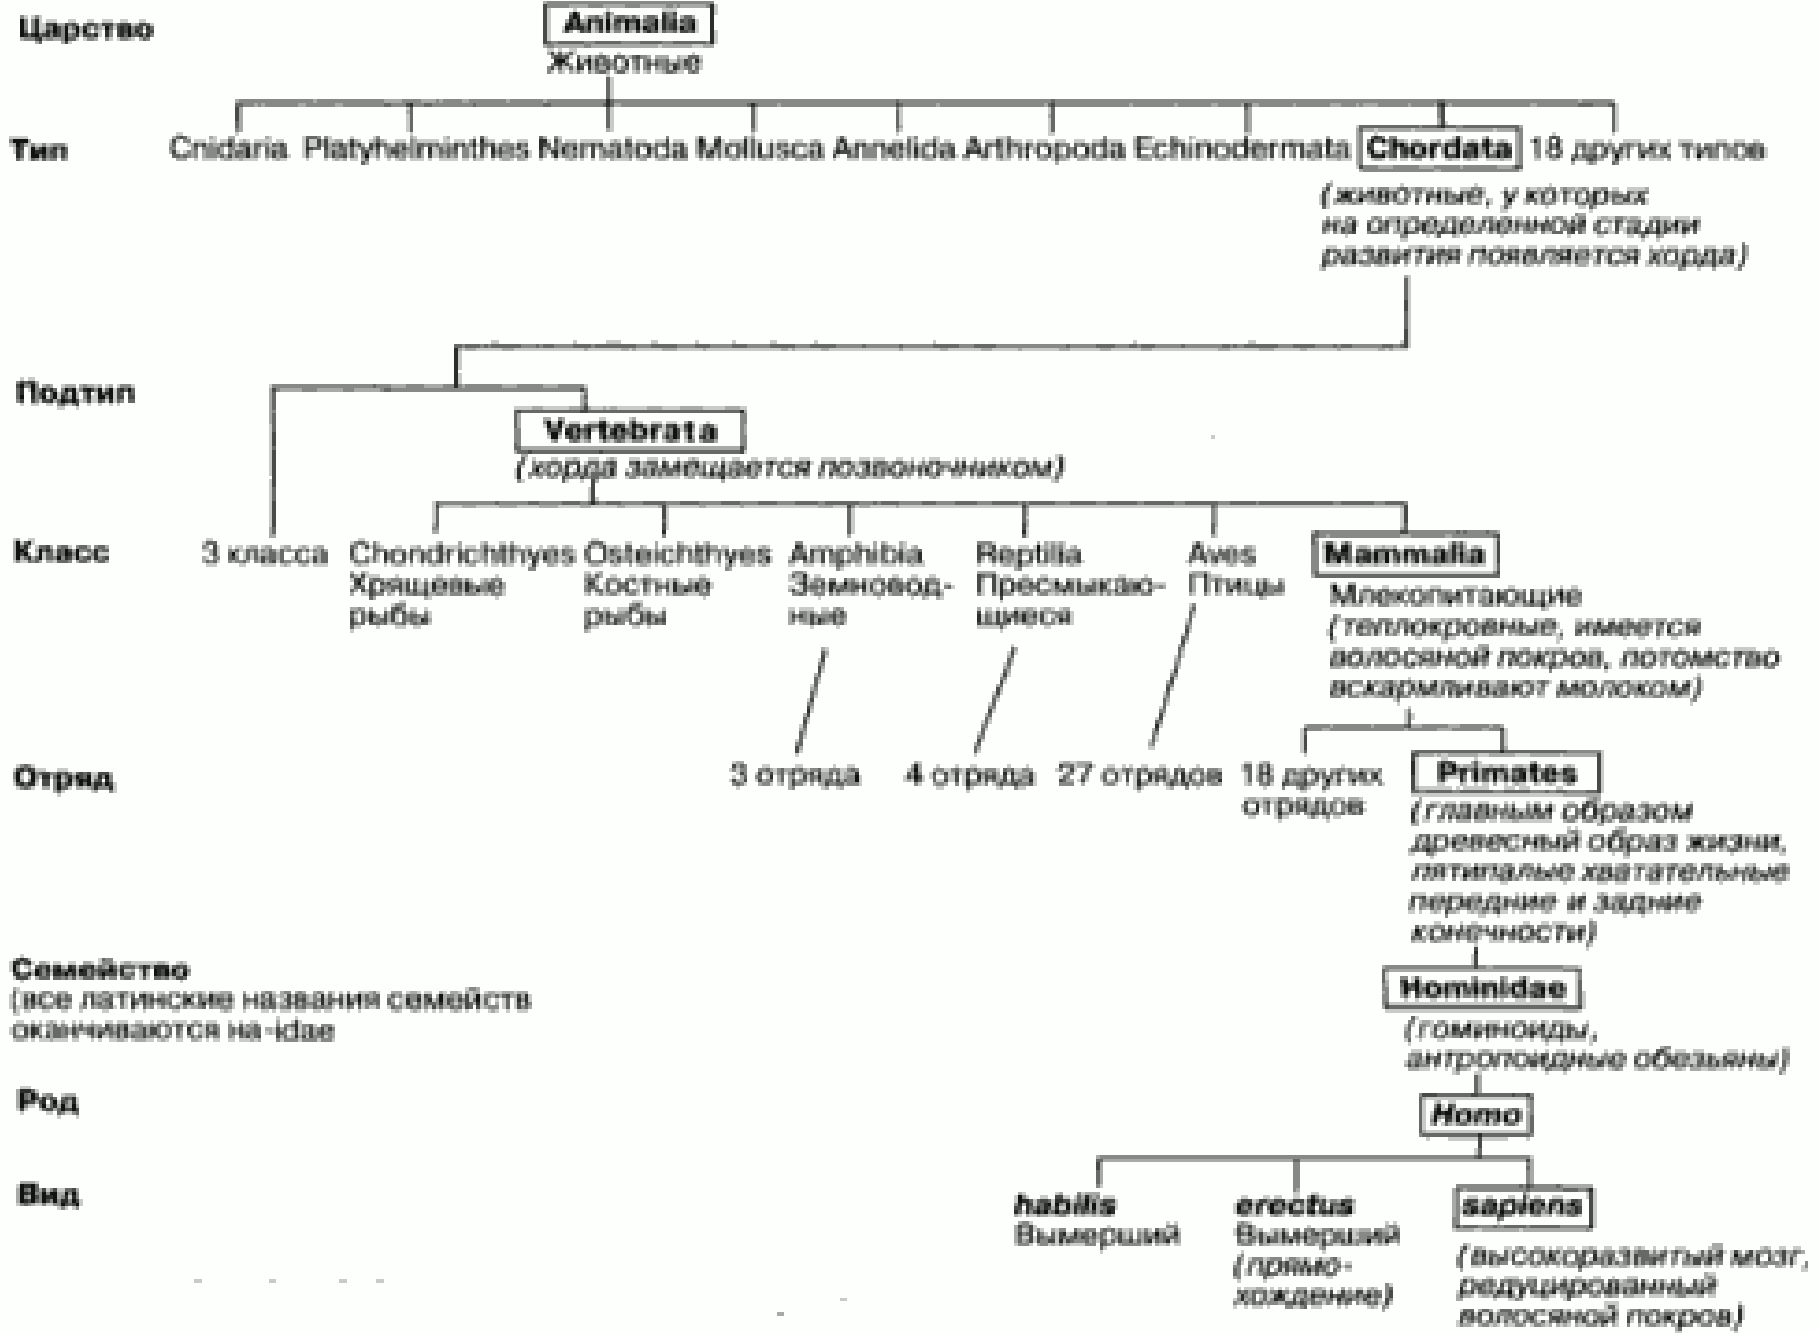 Царство
Animalia
Животные
Тип
Cnidaria Platyhelminthes Nematoda Mollusca Annelida Arthropoda Echinodermata Chordata 18 других типов
(животные, у которых
на определенной стадии
развития появляется хорда)
Подтип
Vertebrata
(хорда замещается позвоночником)
Класс
3 класса
Chondrichthyes
Хрящевые
рыбы
Osteichthyes
Костные
рыбы
Amphibia
Земновод-
ные
Reptilia
Пресмыкаю-
щиеся
Aves
Птицы
Mammalia
Млекопитающие
(теплокровные, имеется
волосяной покров, потомство
вскармливают молоком)
Отряд
3 отряда
4 отряда
27 отрядов
18 других
отрядов
Primates
(главным образом
древесный образ жизни,
пятипалые хватательные
передние и задние
конечности)
Семейство
(все латинские названия семейств
оканчиваются на-idae
Hominidae
(гоминоиды,
антропоидные обезьяны)
Род
Homo
Вид
habilis
Вымерший
erectus
Вымерший
(прямо-
хождение)
sapiens
(высокоразвитый мозг,
редуцированный
волосяной покров)